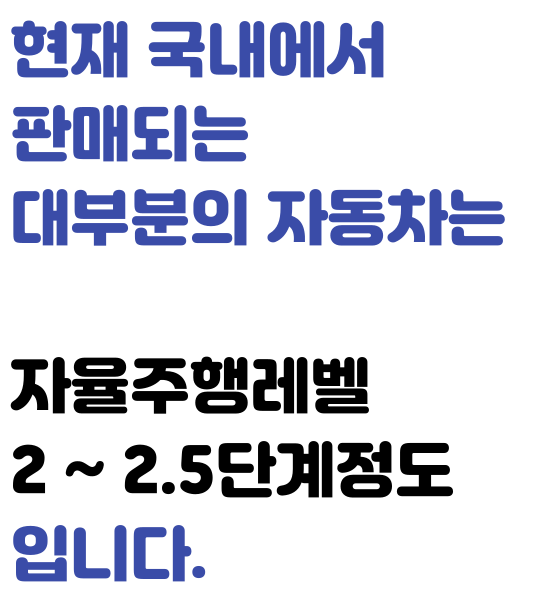 현재 국내에서
판매되는
대부분의 자동차는
자율주행레벨
2 ~ 2.5단계정도
입니다.